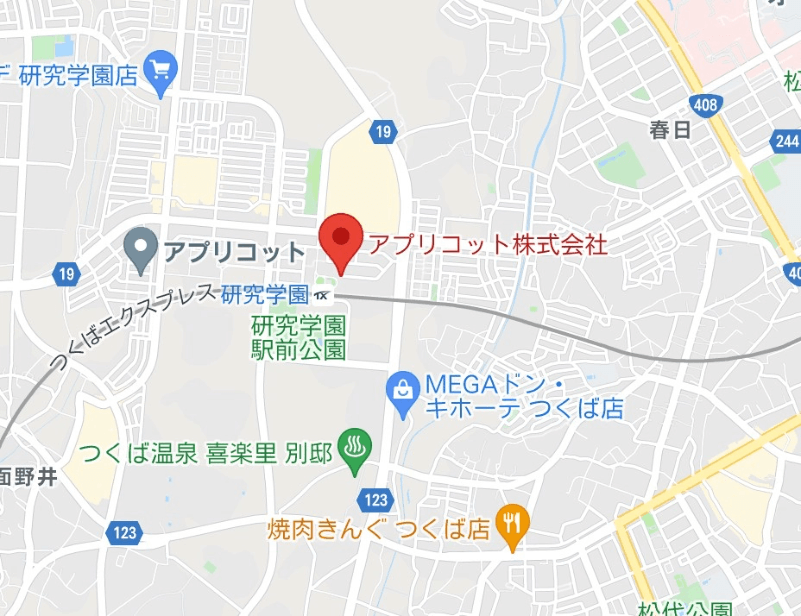 デ 研究学園店
408
春日
19
244
松
アプリコット
アプリコット株式会社
19
40
つくばエクスプレス
研究学園
研究学園
駅前公園
MEGAドン・
キホーテ つくば店
つくば温泉 喜楽里 別邸
面野井
123
焼肉きんぐ つくば店
123
松代公園